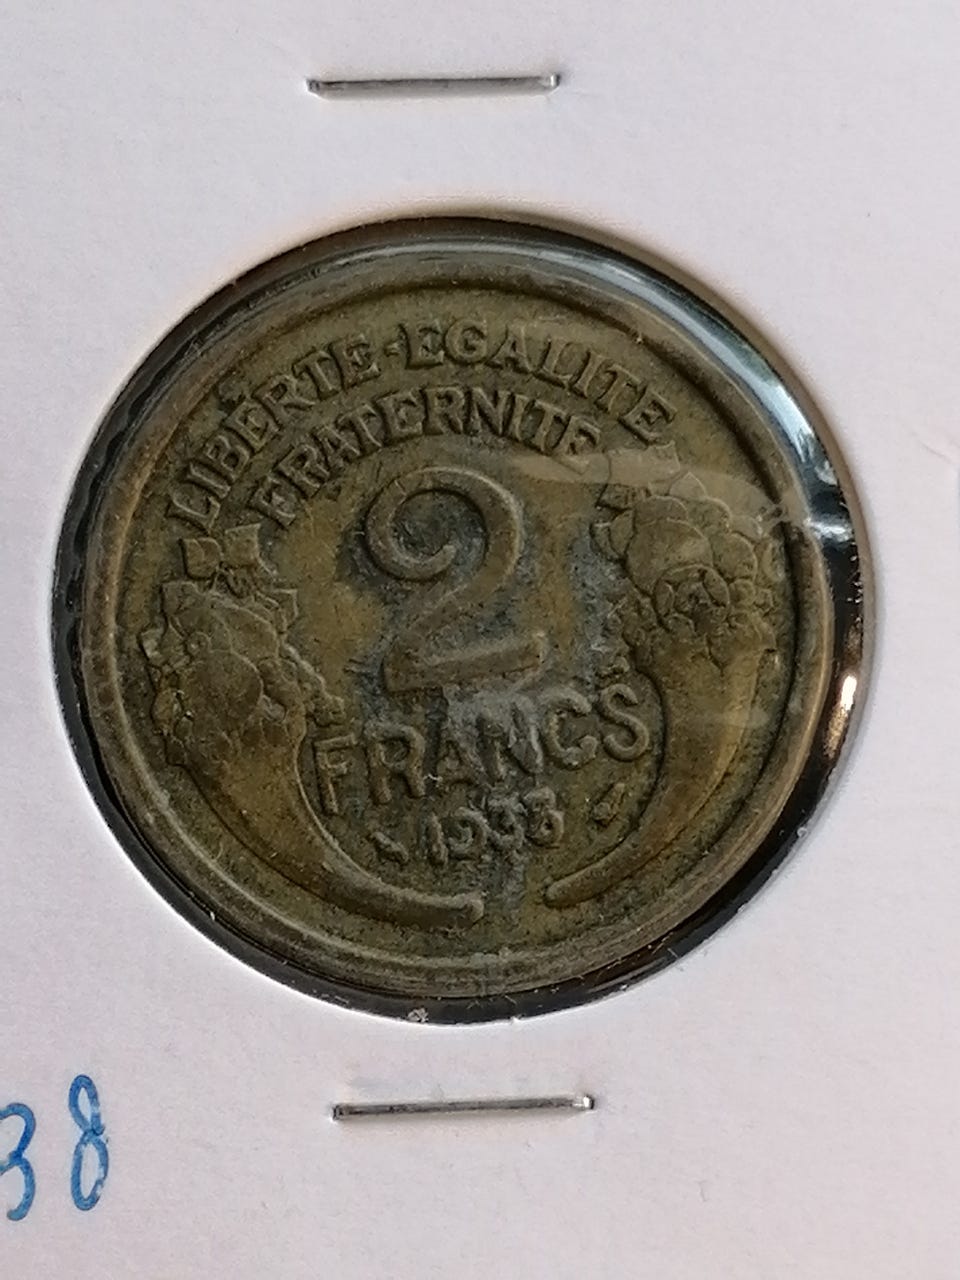 LIBERTE·EGALITE
FRATERNITE
2
FRANCS
1938
38